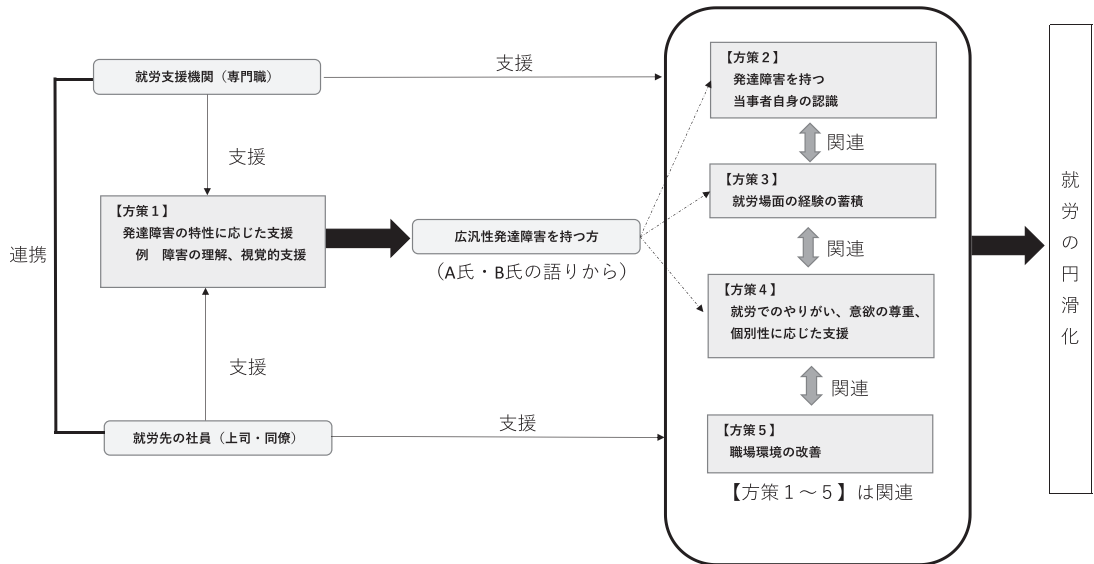 就労支援機関（専門職）
支援
支援
【方策１】
発達障害の特性に応じた支援
例　障害の理解、視覚的支援
連携
支援
就労先の社員（上司・同僚）
支援
広汎性発達障害を持つ方
（A氏・B氏の語りから）
【方策２】
発達障害を持つ
当事者自身の認識
関連
【方策３】
就労場面の経験の蓄積
関連
【方策４】
就労でのやりがい、意欲の尊重、
個別性に応じた支援
関連
【方策５】
職場環境の改善
【方策１～５】は関連
就労の円滑化